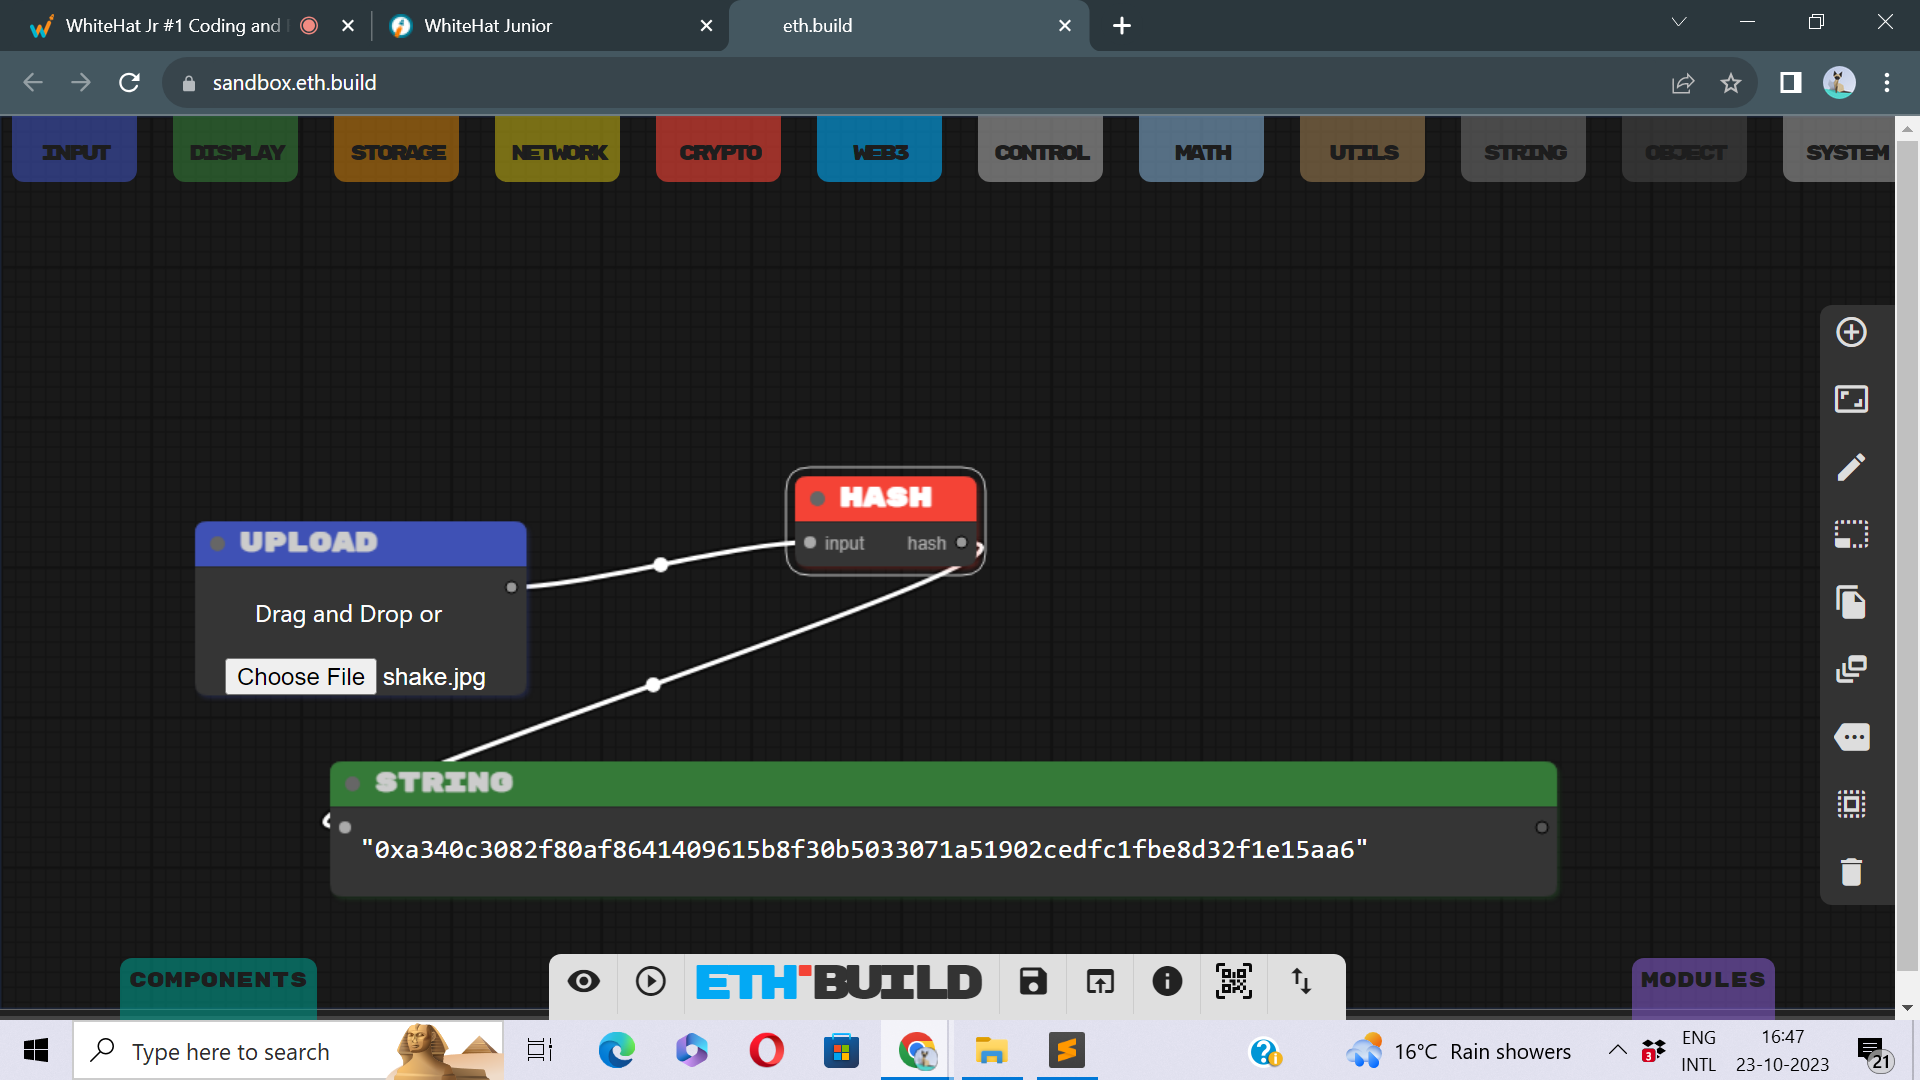 WhiteHat Jr #1 Coding and
WhiteHat Junior
eth.build
sandbox.eth.build
INPUT
DISPLAY
STORAGE
NETWORK
CRYPTO
WEB3
CONTROL
MATH
UTILS
STRING
OBJECT
SYSTEM
HASH
input hash
UPLOAD
Drag and Drop or
Choose File shake.jpg
STRING
"0xa340c3082f80af8641409615b8f30b5033071a51902cedfc1fbe8d32f1e15aa6"
COMPONENTS
ETH BUILD
MODULES
Type here to search
16°C Rain showers
3
ENG
INTL
16:47
23-10-2023
21